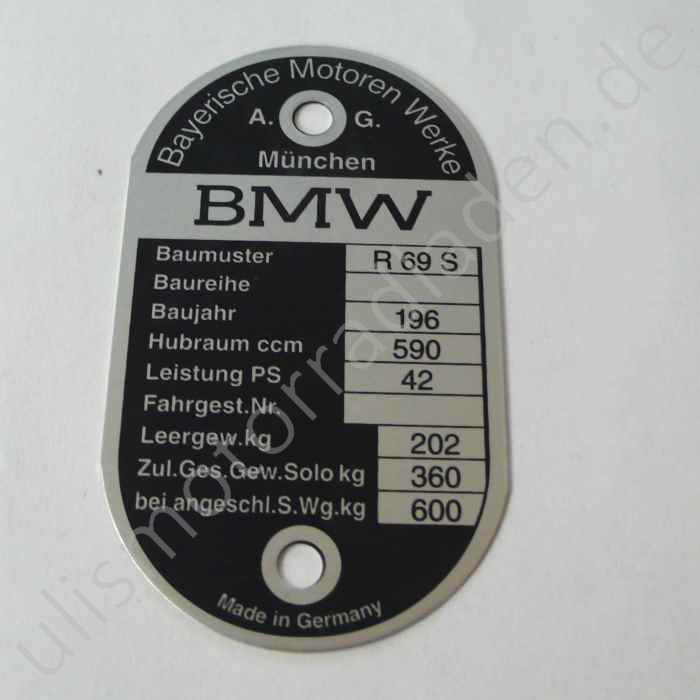 Bayerische Motoren Werke
A. G.
München
BMW
Baumuster R 69 S
Baureihe
Baujahr 196
Hubraum ccm 590
Leistung PS 42
Fahrgest.Nr.
Leergew.kg 202
Zul.Ges.Gew.Solo kg 360
bei angeschl.S.Wg.kg 600
Made in Germany
ulismotorradladen.de